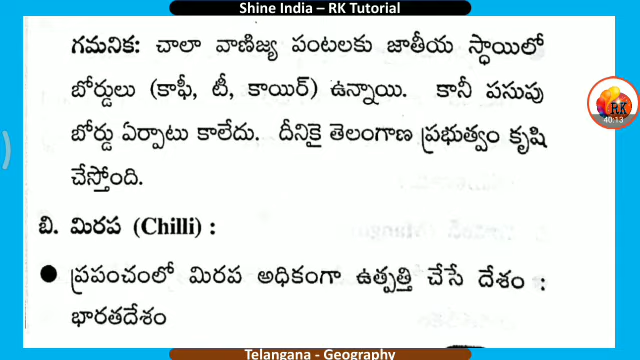 Shine India – RK Tutorial
గమనిక: చాలా వాణిజ్య పంటలకు జాతీయ స్థాయిలో
బోర్డులు (కాఫీ, టీ, కాయిర్) ఉన్నాయి. కానీ పసుపు
బోర్డు ఏర్పాటు కాలేదు. దీనికై తెలంగాణ ప్రభుత్వం కృషి
చేస్తోంది.
RK
40:13
బి. మిరప (Chilli) :
● ప్రపంచంలో మిరప అధికంగా ఉత్పత్తి చేసే దేశం :
భారతదేశం
Telangana - Geography